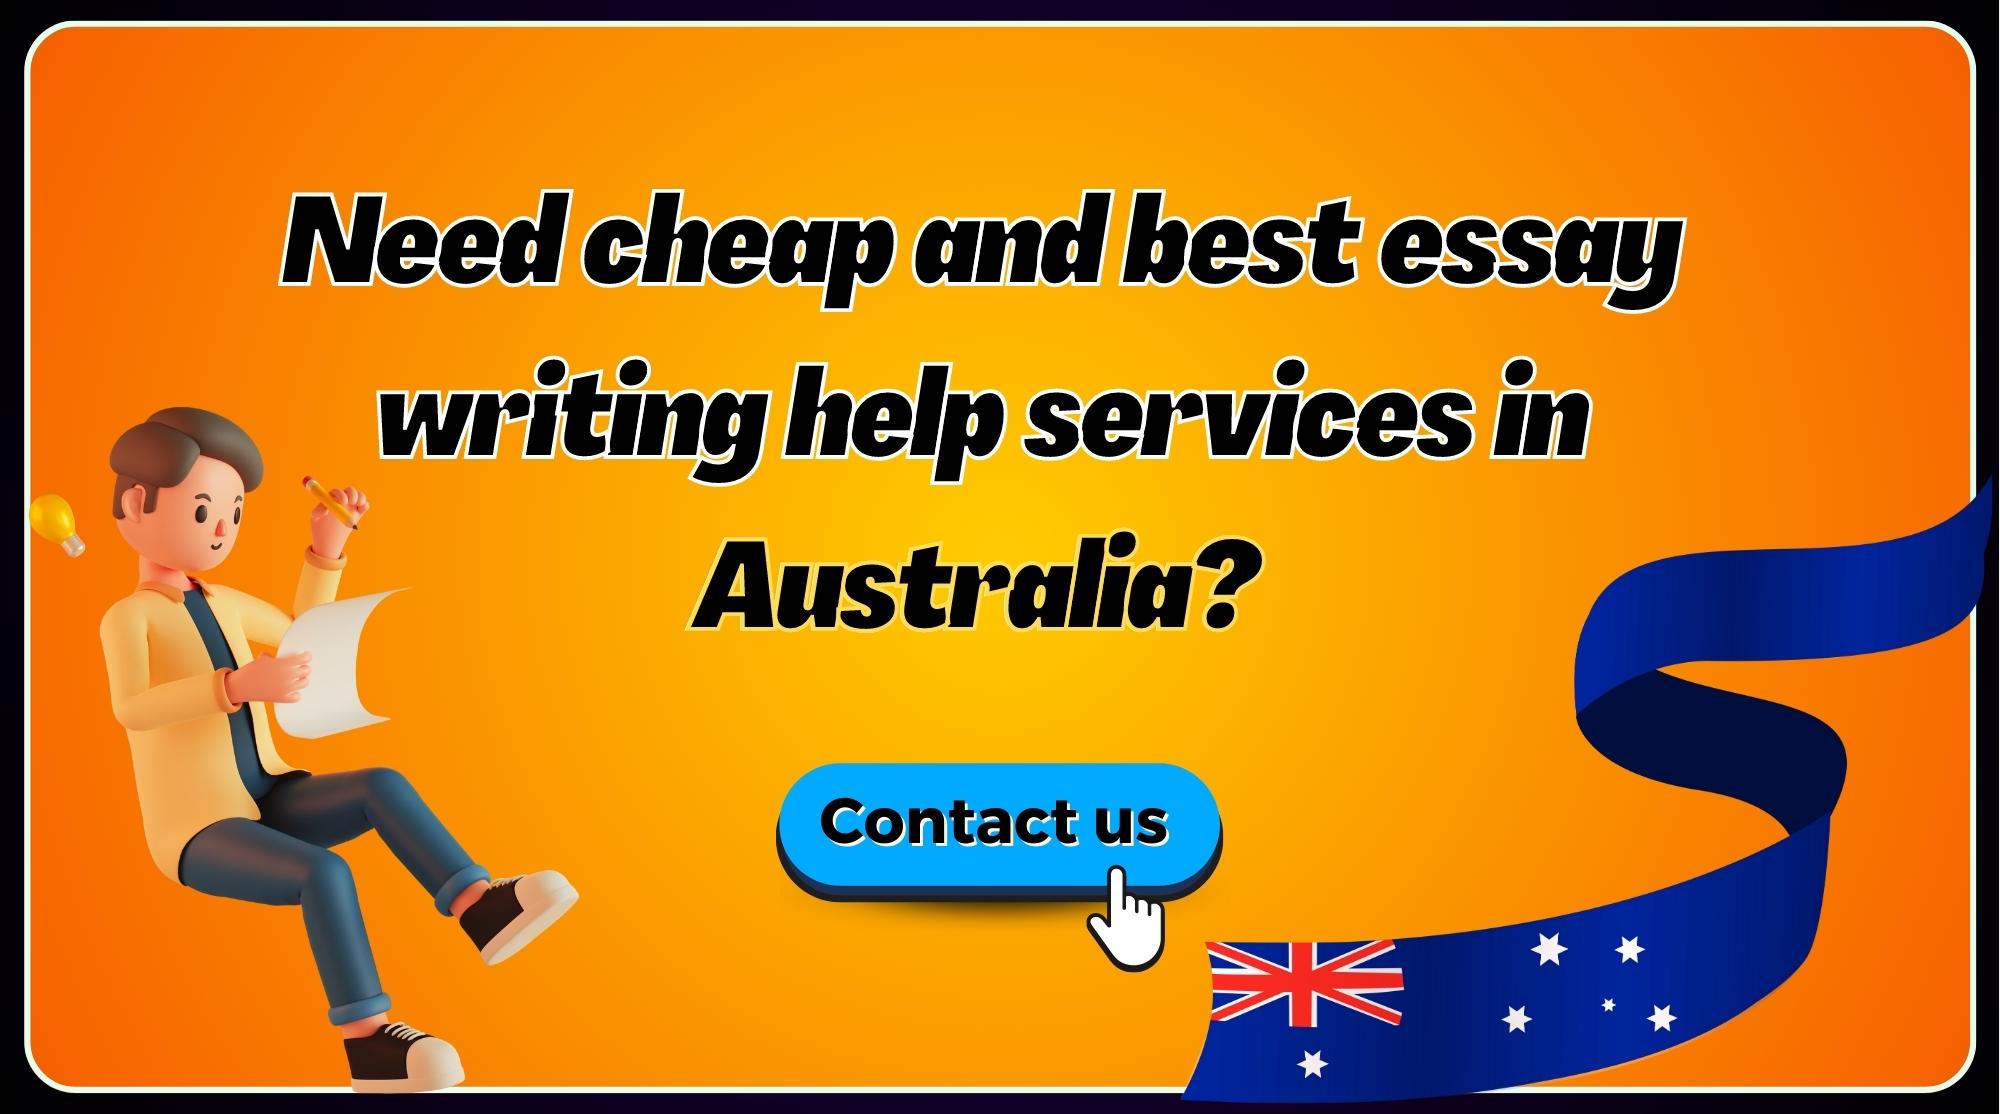 Need cheap and best essay
writing help services in
Australia?
Contact us